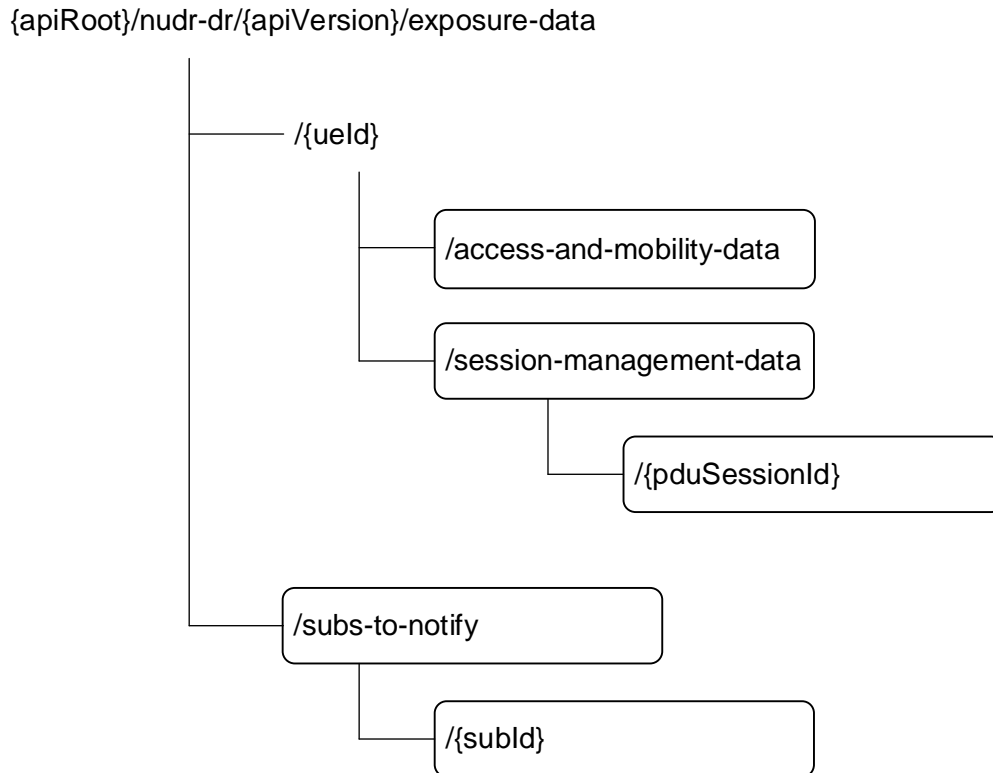 {apiRoot}/nudr-dr/{apiVersion}/exposure-data
/{ueId}
/access-and-mobility-data
/session-management-data
/{pduSessionId}
/subs-to-notify
/{subId}